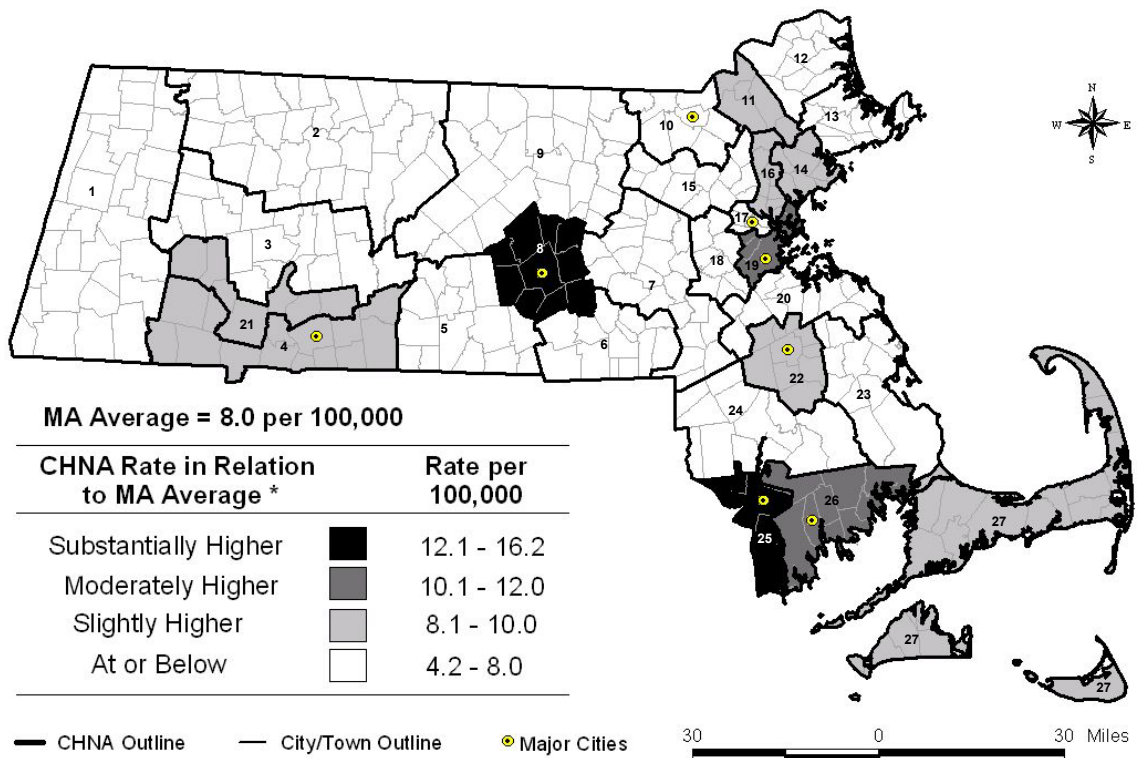 12
11
13
10
2
9
16
14
15
1
17
8
19
18
3
7
20
21
5
4
6
22
23
24
26
25
27
27
27
N
W E
S
MA Average = 8.0 per 100,000
CHNA Rate in Relation to MA Average * Rate per 100,000
Substantially Higher 12.1 - 16.2
Moderately Higher 10.1 - 12.0
Slightly Higher 8.1 - 10.0
At or Below 4.2 - 8.0
CHNA Outline City/Town Outline Major Cities
30 0 30 Miles